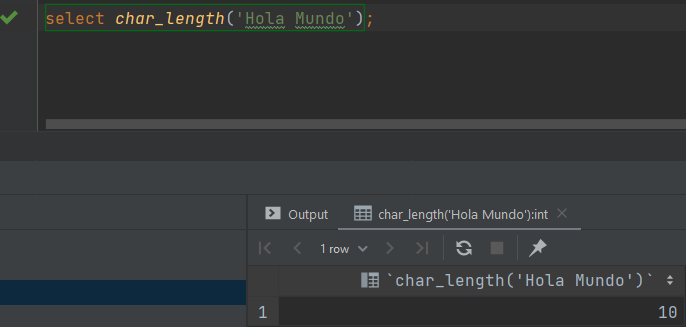 select char_length('Hola Mundo');
Output
char_length('Hola Mundo'):int
1 row
`char_length('Hola Mundo')`
1
10